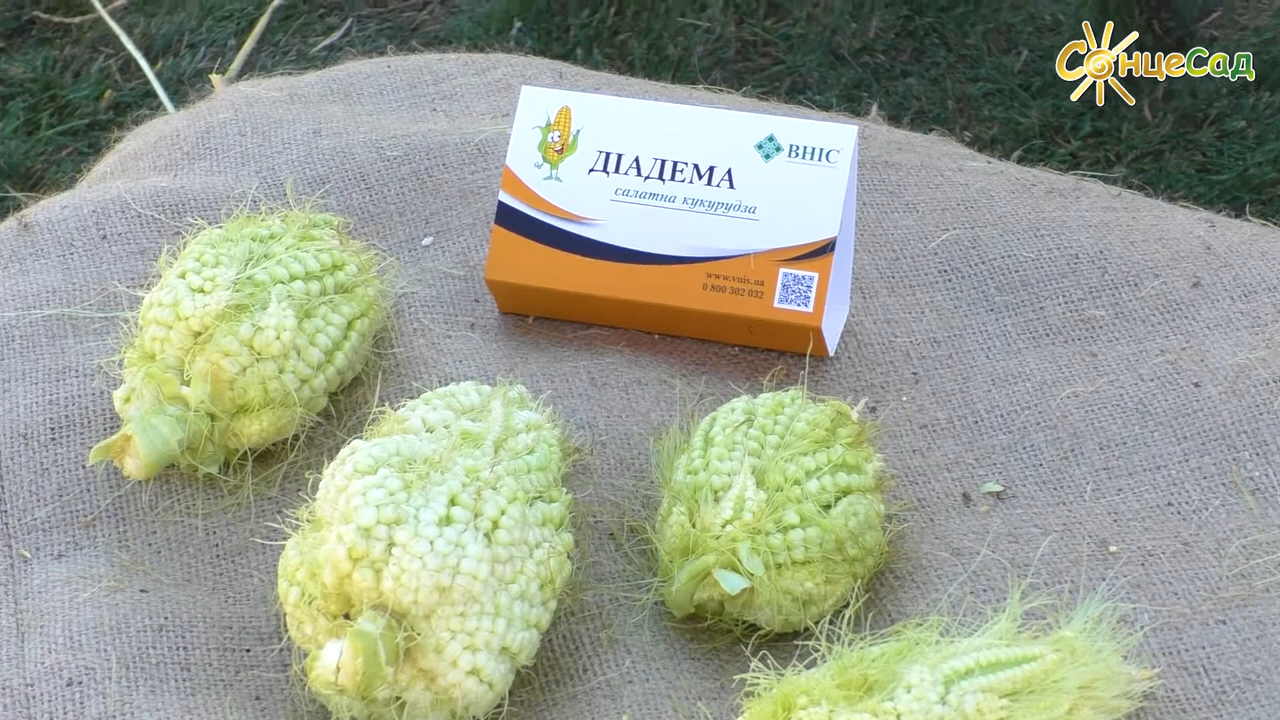 СонцеСад
ДІАДЕМА
салатна кукурудза
ВНІС
www.vnis.ua
0 800 302 032